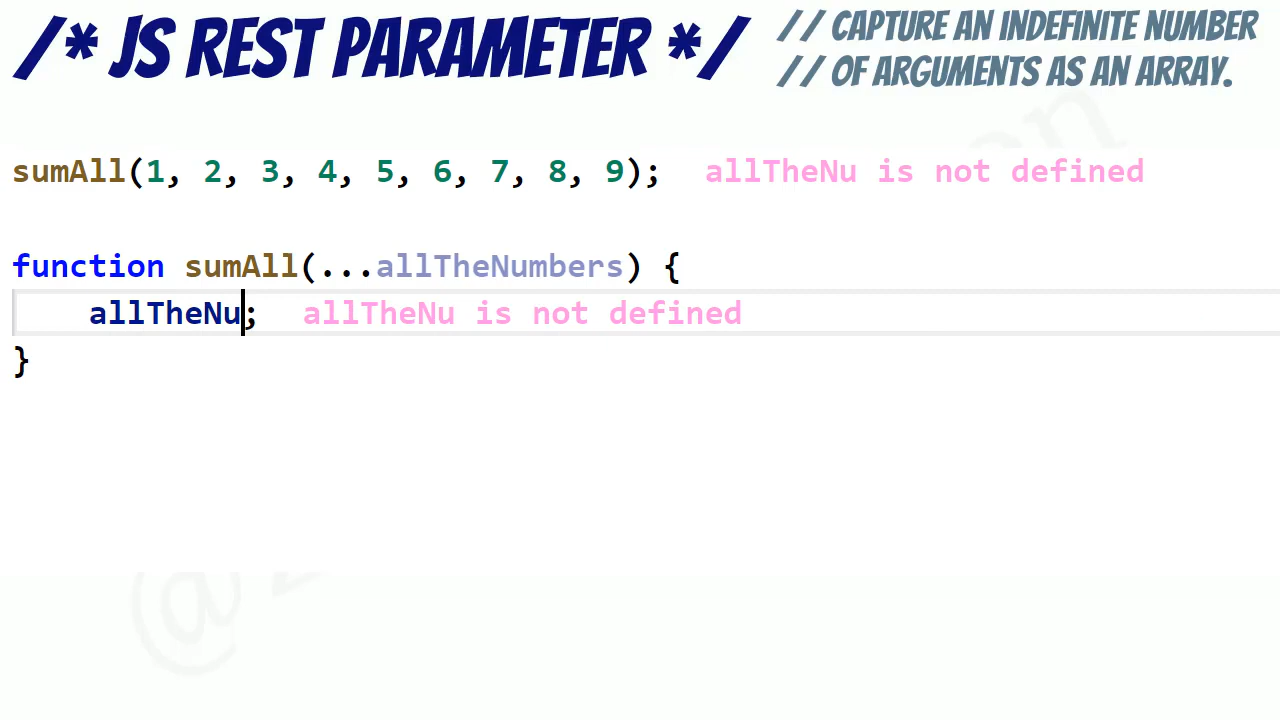 /* JS REST PARAMETER */
// CAPTURE AN INDEFINITE NUMBER
// OF ARGUMENTS AS AN ARRAY.
sumAll(1, 2, 3, 4, 5, 6, 7, 8, 9); allTheNu is not defined
function sumAll(...allTheNumbers) {
allTheNu; allTheNu is not defined
}